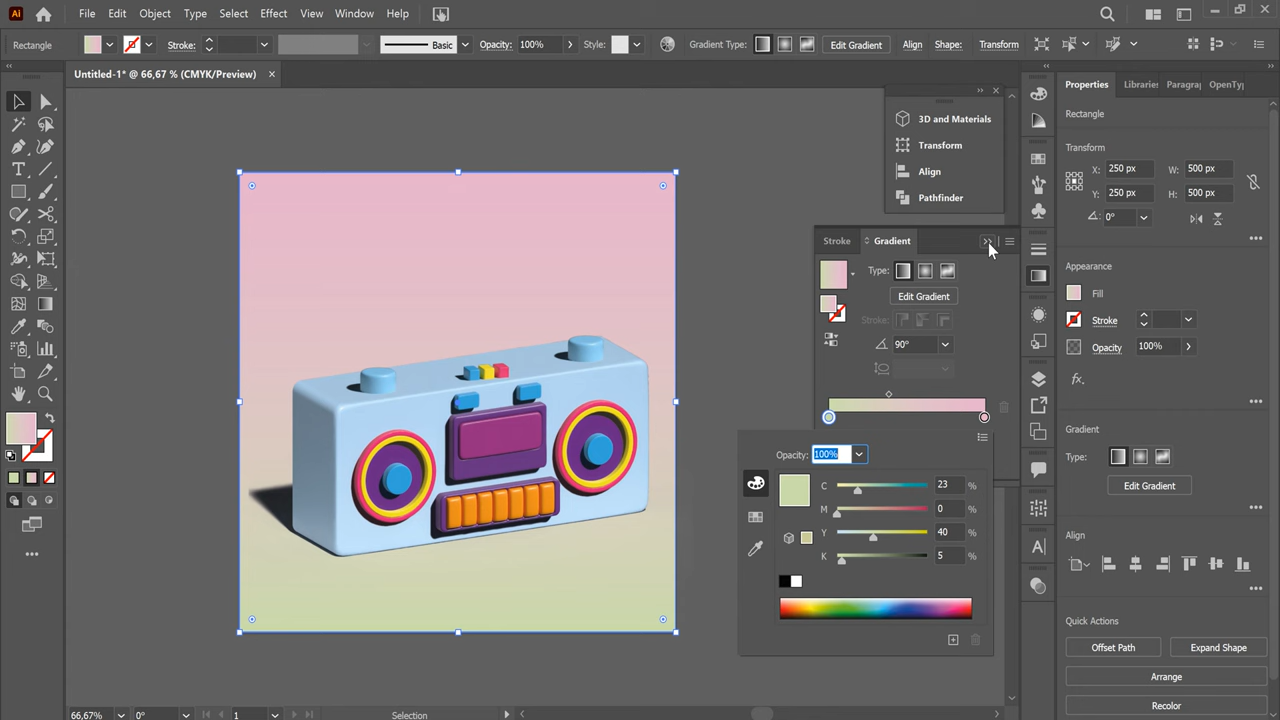 Ai File Edit Object Type Select Effect View Window Help
Rectangle Stroke: Basic Opacity: 100% Style: Gradient Type: Edit Gradient Align Shape: Transform
Untitled-1* @ 66,67 % (CMYK/Preview)
3D and Materials
Transform
Align
Pathfinder
Stroke Gradient
Type:
Edit Gradient
Stroke:
90°
Opacity: 100%
C 23 %
M 0 %
Y 40 %
K 5 %
Properties Libraries Paragra OpenTy
Rectangle
Transform
X: 250 px W: 500 px
Y: 250 px H: 500 px
0°
Appearance
Fill
Stroke
Opacity 100%
fx.
Gradient
Type:
Edit Gradient
Align
Quick Actions
Offset Path Expand Shape
Arrange
Recolor
66,67% 0° 1 Selection